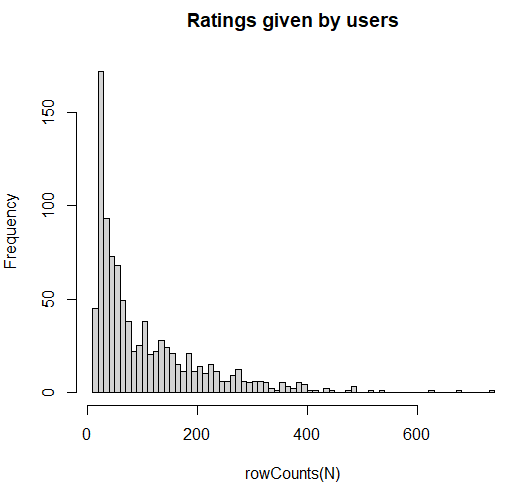 Ratings given by users
Frequency
150
100
50
0
0 200 400 600
rowCounts(N)